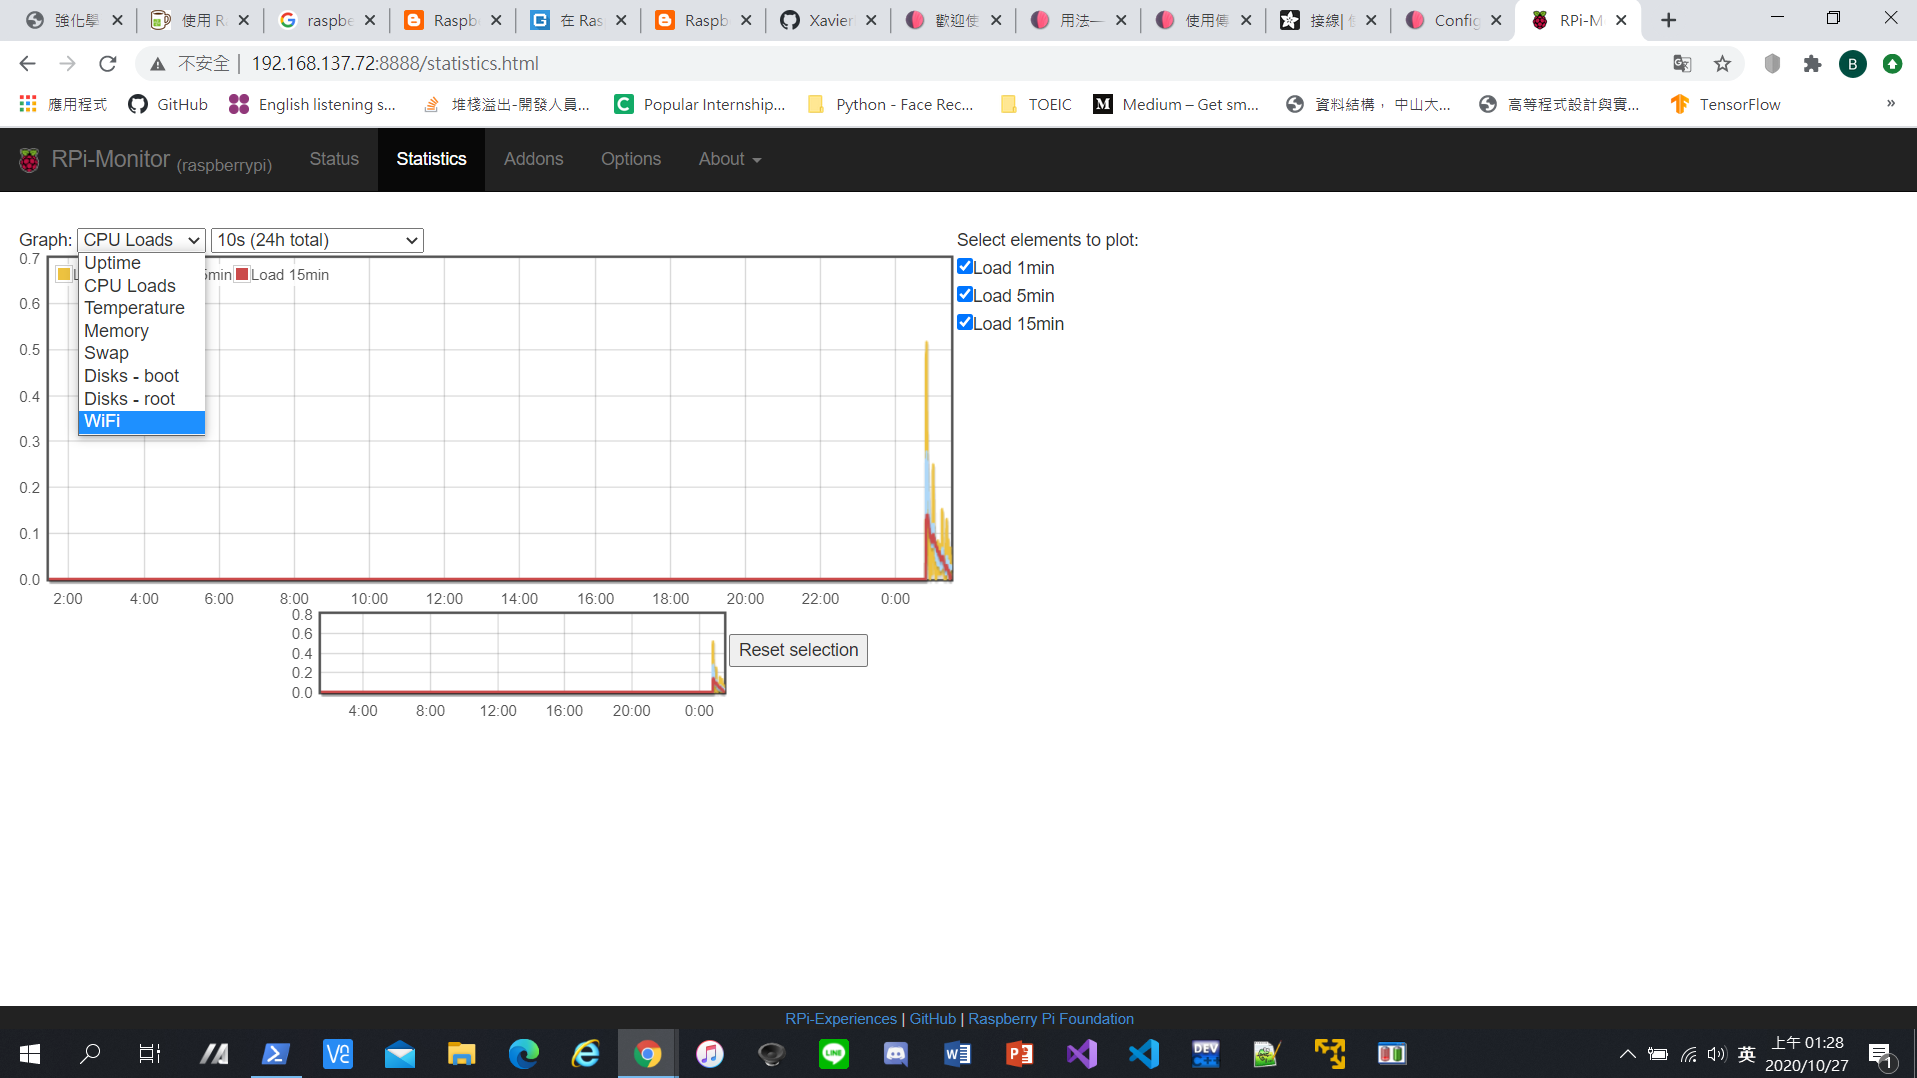 強化學 使用 Ra raspbe Raspb 在 Ras Raspb Xavier 歡迎使 用法一 使用傳 接線| Config RPi-M
不安全 | 192.168.137.72:8888/statistics.html B
應用程式 GitHub English listening s... 堆棧溢出-開發人員... Popular Internship... Python - Face Rec... TOEIC Medium – Get sm... 資料結構， 中山大... 高等程式設計與實... TensorFlow »
RPi-Monitor (raspberrypi) Status Statistics Addons Options About
Graph: CPU Loads 10s (24h total) Select elements to plot:
Uptime
CPU Loads
Temperature
Memory
Swap
Disks - boot
Disks - root
WiFi
5min Load 15min
Load 1min
Load 5min
Load 15min
0.7
0.6
0.5
0.4
0.3
0.2
0.1
0.0
2:00 4:00 6:00 8:00 10:00 12:00 14:00 16:00 18:00 20:00 22:00 0:00
0.8
0.6
0.4
0.2
0.0
Reset selection
4:00 8:00 12:00 16:00 20:00 0:00
RPi-Experiences | GitHub | Raspberry Pi Foundation
英 上午 01:28
2020/10/27
1